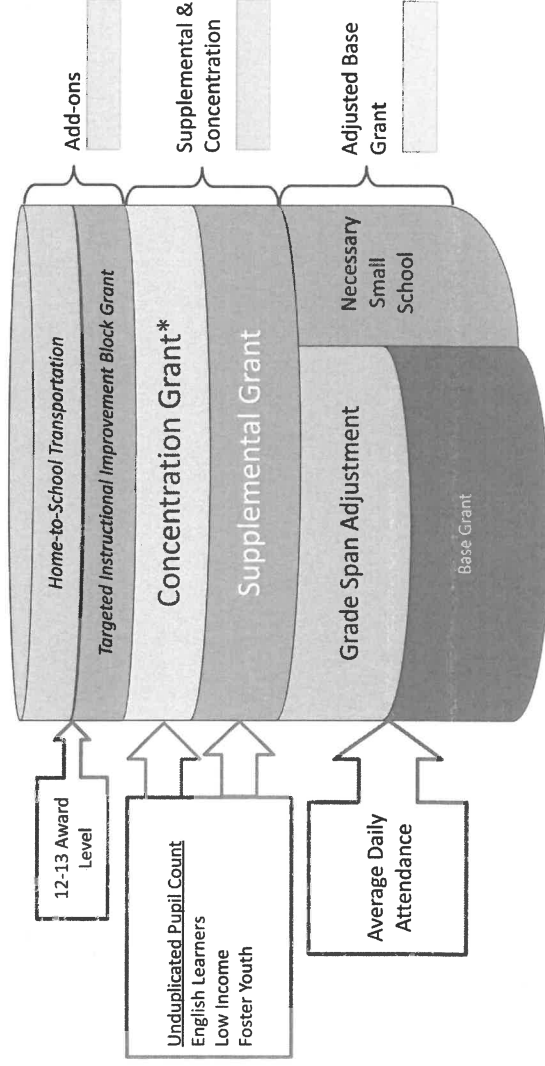 12-13 Award
Level
Unduplicated Pupil Count
English Learners
Low Income
Foster Youth
Average Daily
Attendance
Home-to-School Transportation
Targeted Instructional Improvement Block Grant
Concentration Grant*
Supplemental Grant
Grade Span Adjustment
Base Grant
Necessary
Small
School
Add-ons
Supplemental &
Concentration
Adjusted Base
Grant